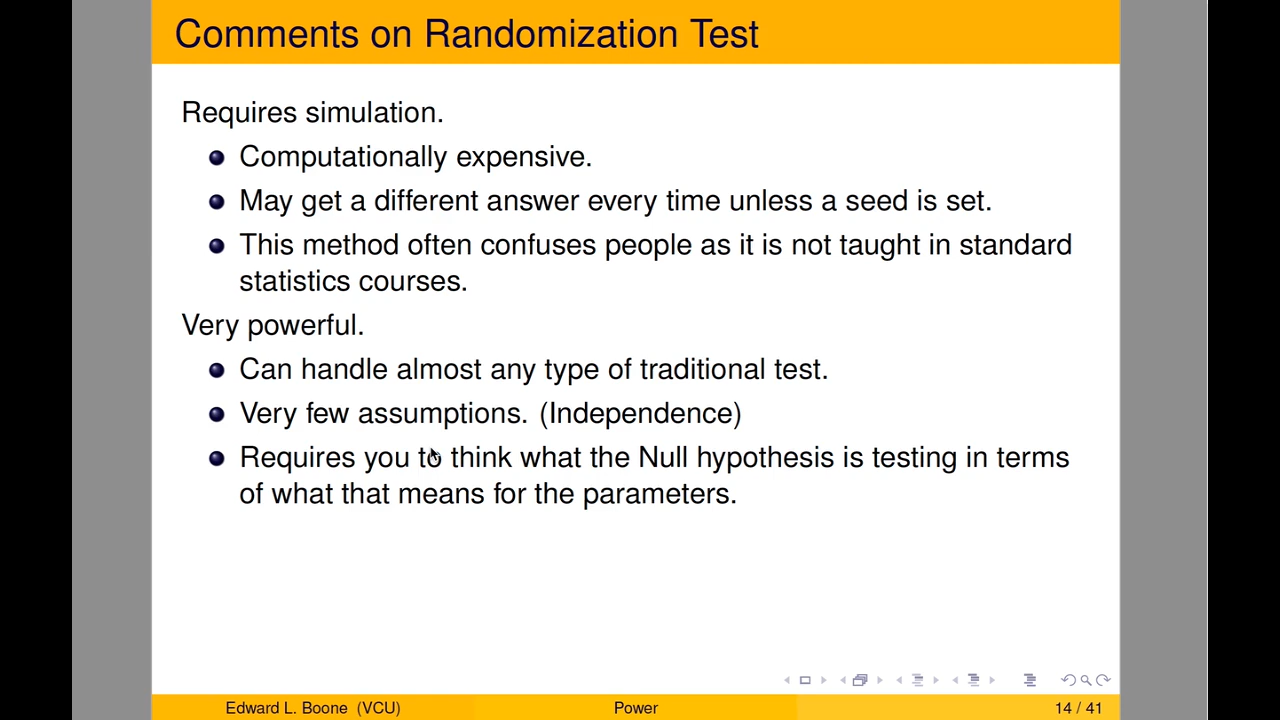 Comments on Randomization Test
Requires simulation.
Computationally expensive.
May get a different answer every time unless a seed is set.
This method often confuses people as it is not taught in standard
statistics courses.
Very powerful.
Can handle almost any type of traditional test.
Very few assumptions. (Independence)
Requires you to think what the Null hypothesis is testing in terms
of what that means for the parameters.
Edward L. Boone (VCU) Power 14 / 41